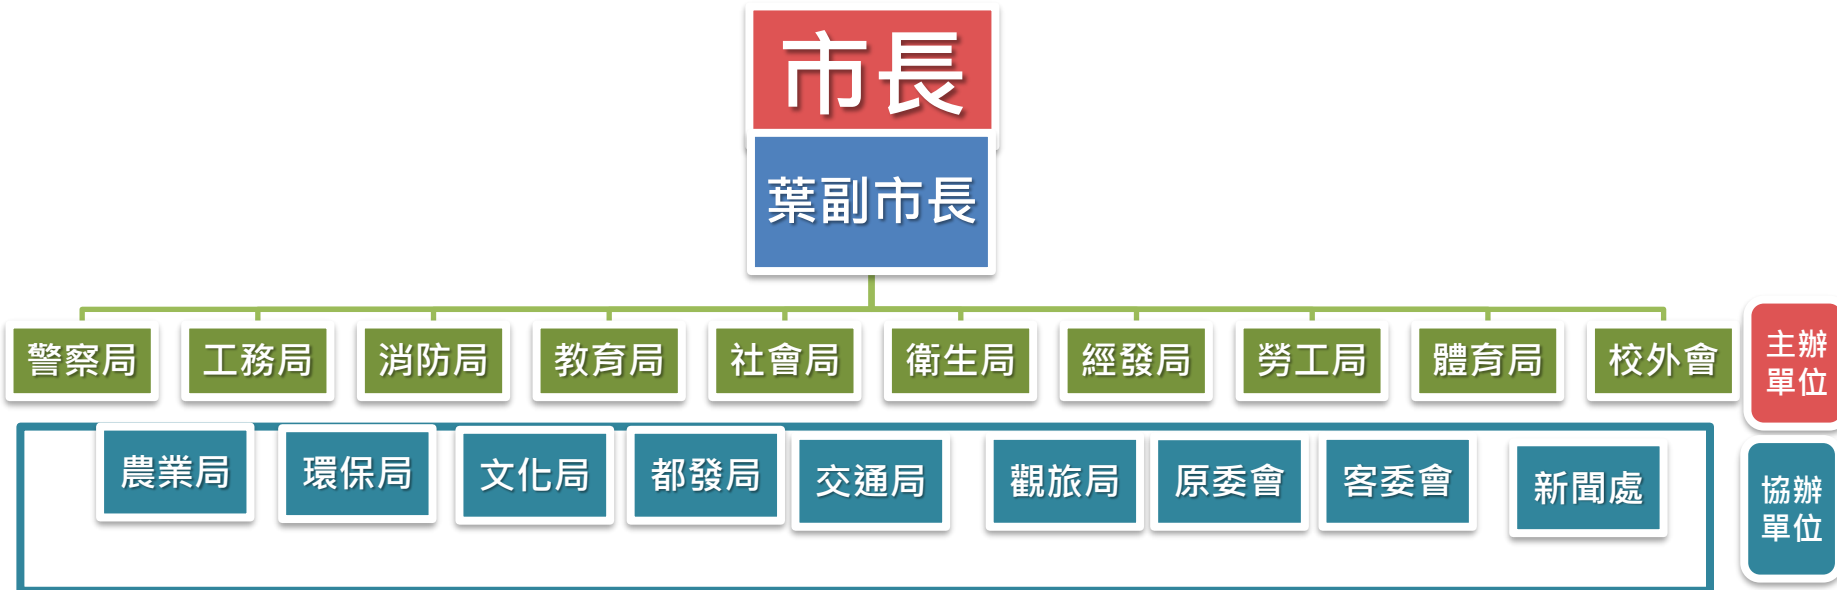 市長
葉副市長
警察局
工務局
消防局
教育局
社會局
衛生局
經發局
勞工局
體育局
校外會
主辦
單位
農業局
環保局
文化局
都發局
交通局
觀旅局
原委會
客委會
新聞處
協辦
單位